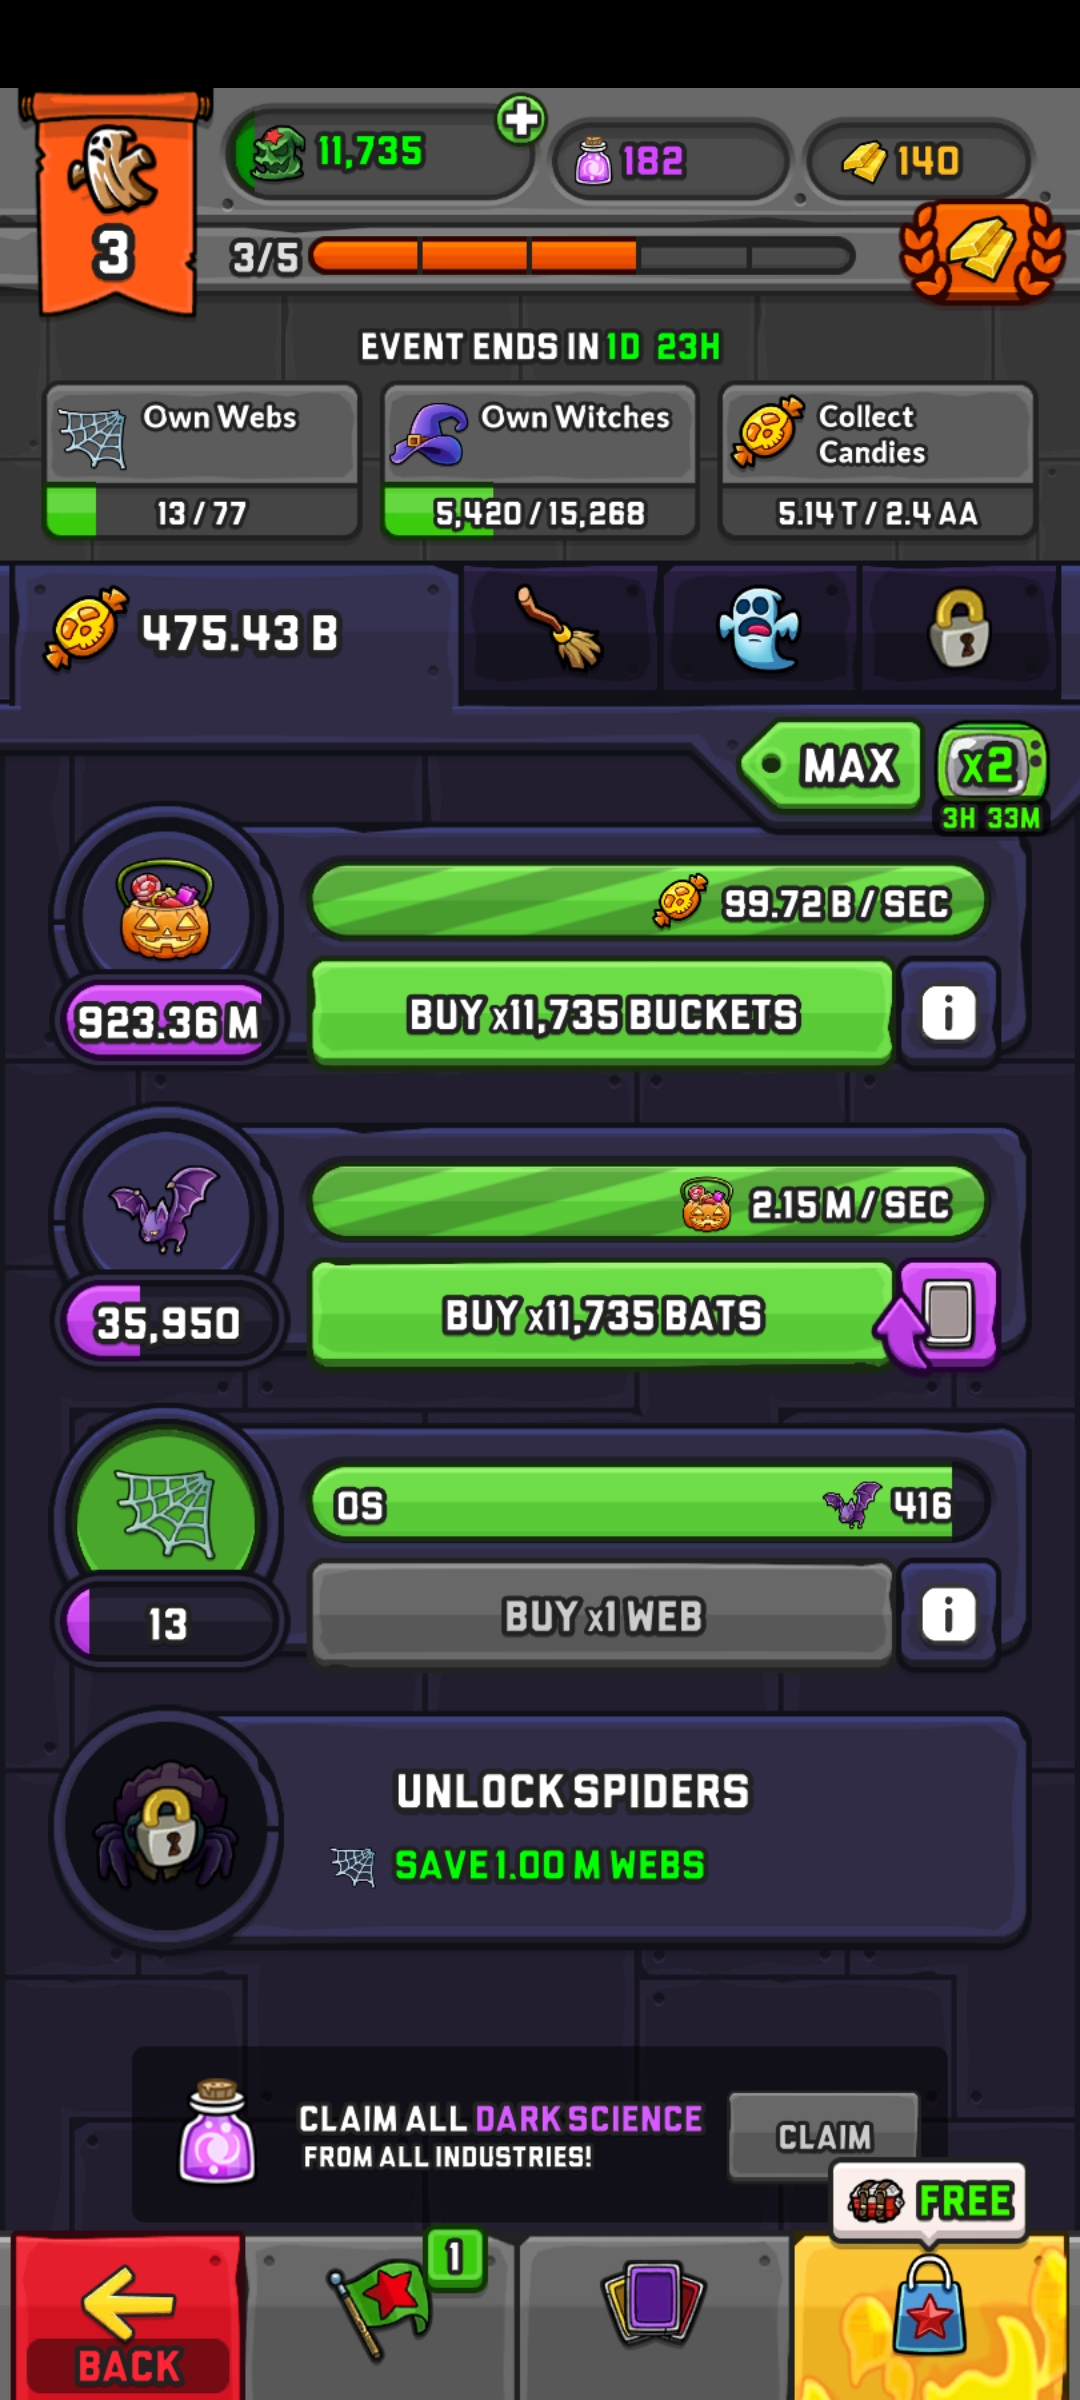 11,735
182
140
3
3/5
EVENT ENDS IN 1D 23H
Own Webs
13 / 77
Own Witches
5,420 / 15,268
Collect
Candies
5.14 T / 2.4 AA
475.43 B
MAX
x2
3H 33M
99.72 B / SEC
923.36 M
BUY x11,735 BUCKETS
i
2.15 M / SEC
35,950
BUY x11,735 BATS
0S
416
13
BUY x1 WEB
i
UNLOCK SPIDERS
SAVE 1.00 M WEBS
CLAIM ALL DARK SCIENCE
FROM ALL INDUSTRIES!
CLAIM
FREE
1
BACK